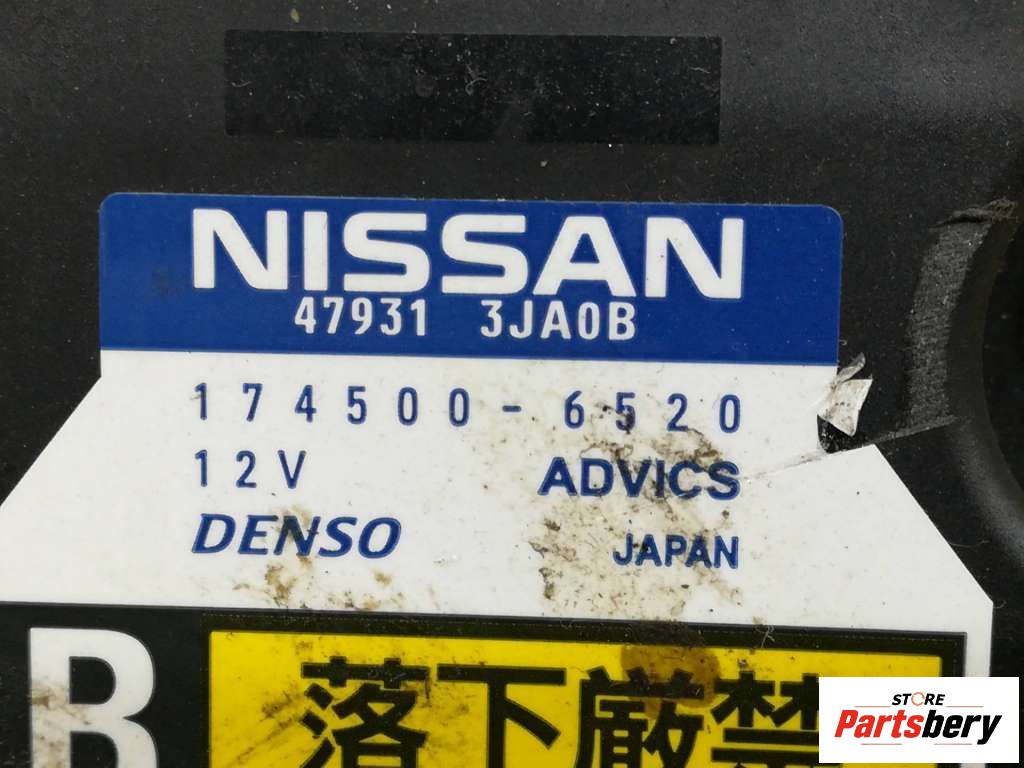 NISSAN
47931 3JA0B
174500-6520
12V ADVICS
DENSO JAPAN
B
落下厳禁
STORE
Partsbery